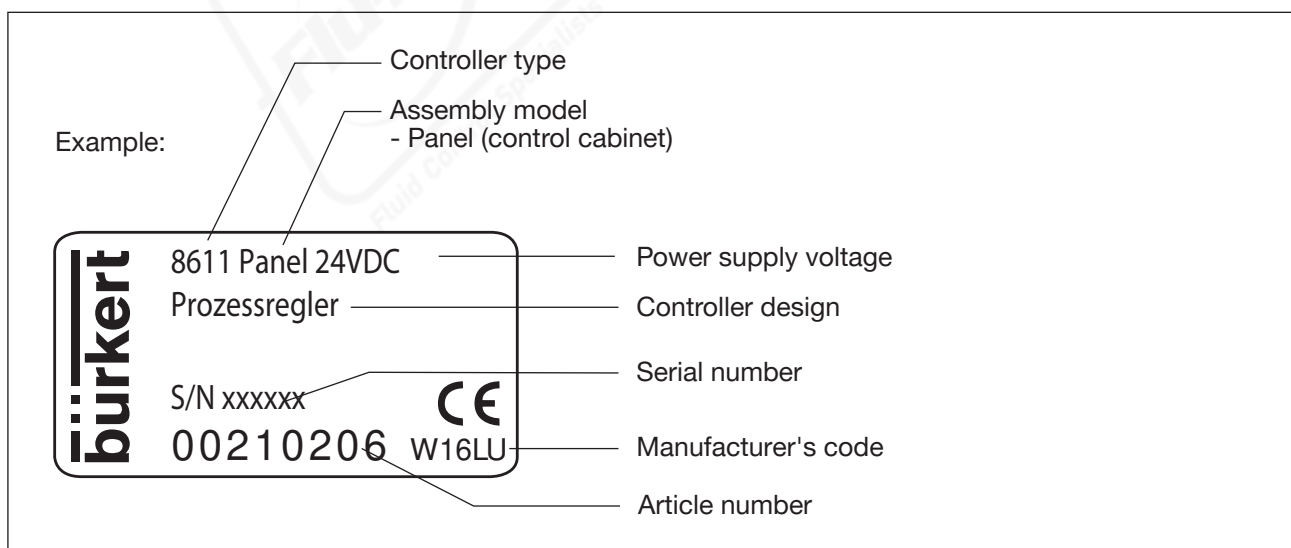 Controller type
Assembly model
- Panel (control cabinet)
Example:
bürkert
8611 Panel 24VDC
Prozessregler
S/N xxxxxx
CE
00210206 W16LU
Power supply voltage
Controller design
Serial number
Manufacturer's code
Article number